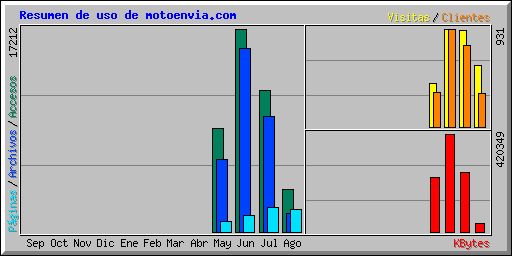 Resumen de uso de motoenvia.com
Visitas/Clientes
17212
Páginas/Archivos/Accesos
931
420349
Sep Oct Nov Dic Ene Feb Mar Abr May Jun Jul Ago
KBytes